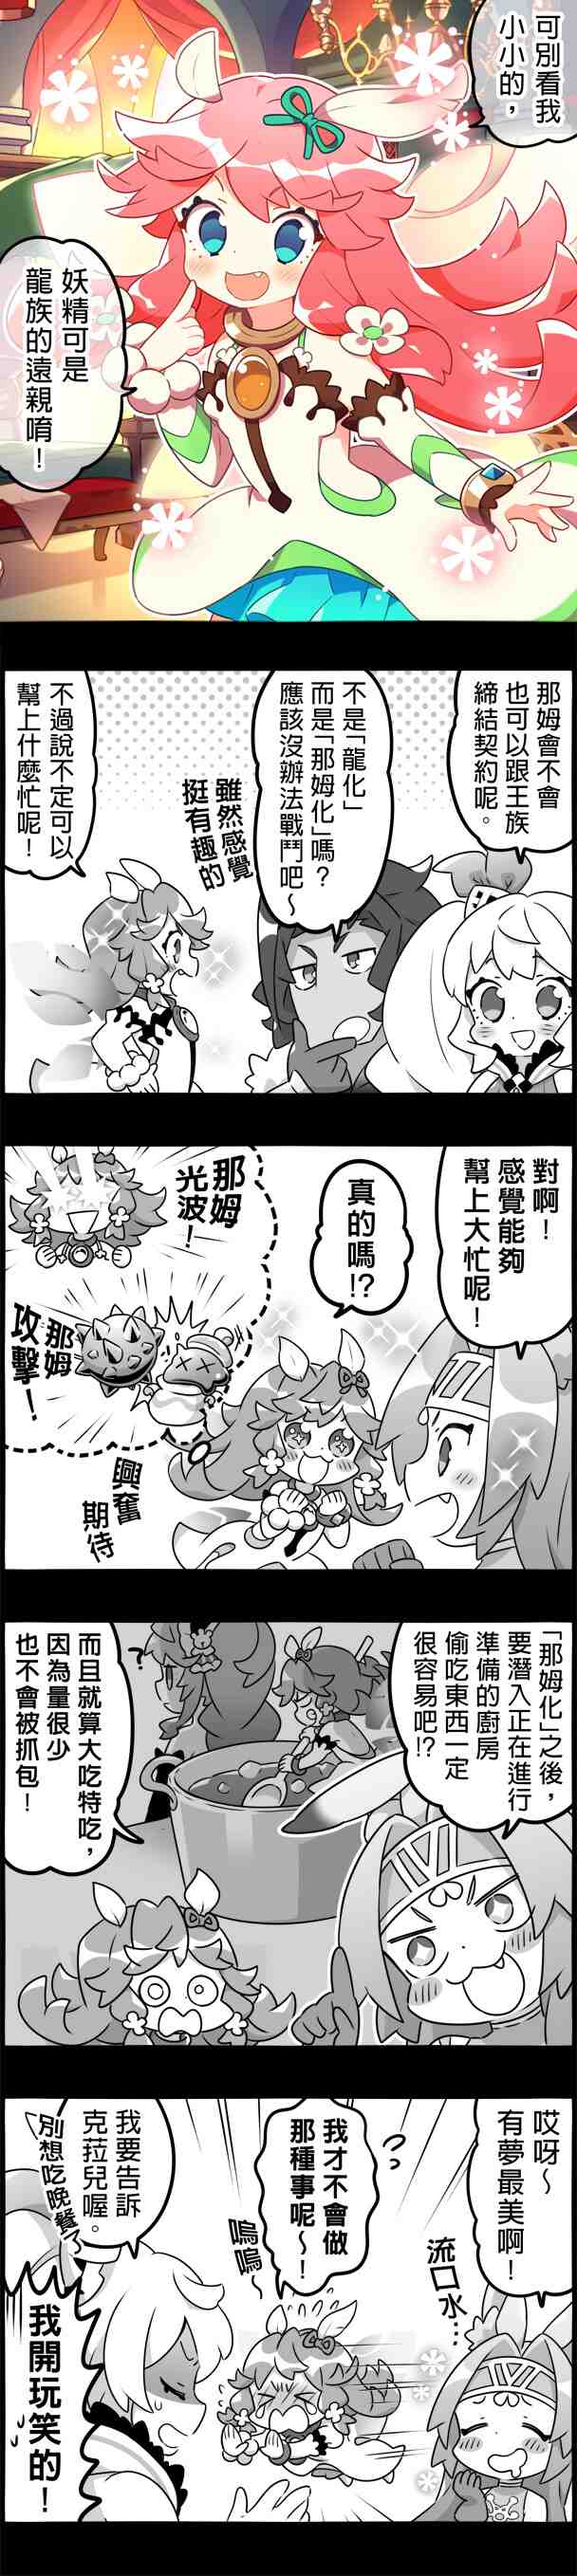 可別看我
小小的，
妖精可是
龍族的遠親唷！
那姆會不會
也可以跟王族
締結契約呢。
不是「龍化」
而是「那姆化」嗎？
應該沒辦法戰鬥吧～
雖然感覺
挺有趣的
不過說不定可以
幫上什麼忙呢！
對啊！
感覺能夠
幫上大忙呢！
真的嗎!?
那姆
光波！
那姆
攻擊！
興奮
期待
「那姆化」之後，
要潛入正在進行
準備的廚房
偷吃東西一定
很容易吧!?
?
而且就算大吃特吃，
因為量很少
也不會被抓包！
哎呀～
有夢最美啊！
流口水…
我才不會做
那種事呢～！
嗚嗚～
我要告訴
克菈兒喔。
別想吃晚餐了
我開玩笑的！